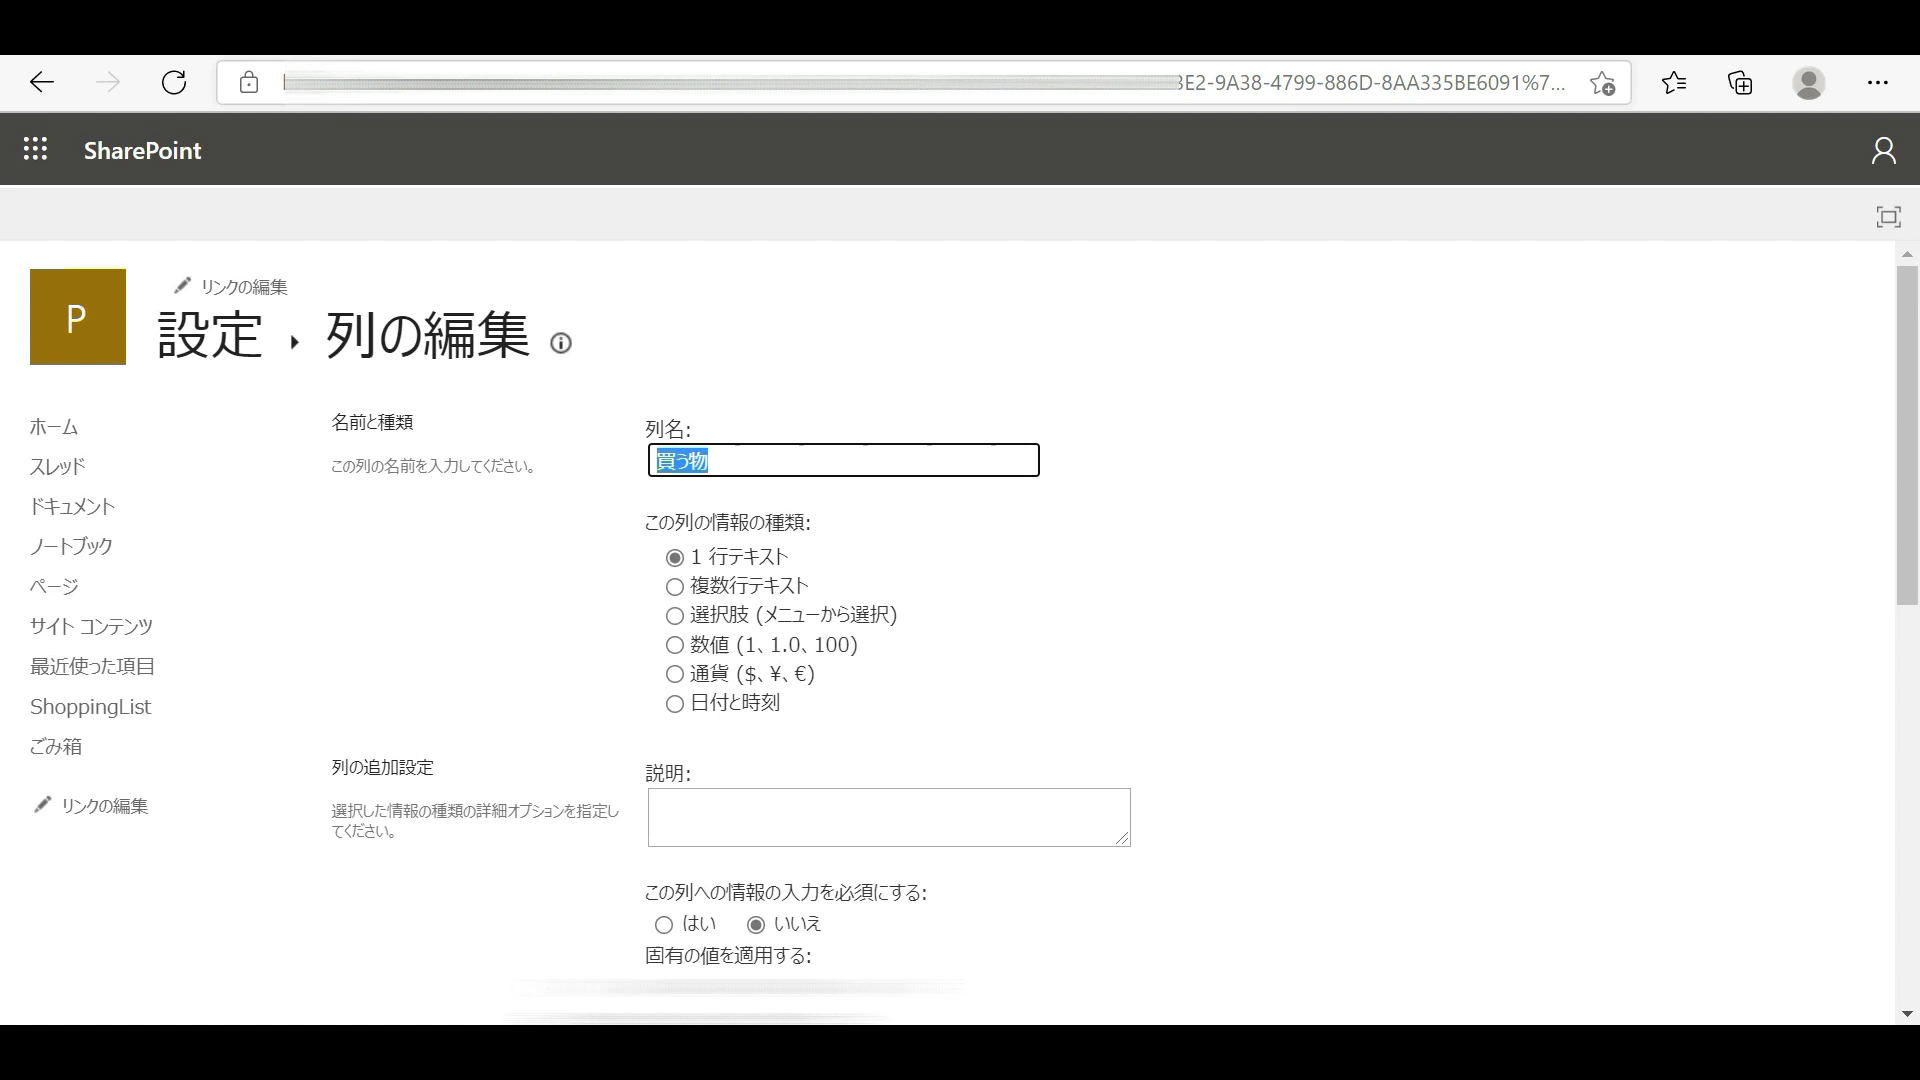 3E2-9A38-4799-886D-8AA335BE6091%7...
SharePoint
P
リンクの編集
設定 ▸ 列の編集
ホーム
スレッド
ドキュメント
ノートブック
ページ
サイト コンテンツ
最近使った項目
ShoppingList
ごみ箱
リンクの編集
名前と種類
この列の名前を入力してください。
列名:
買う物
この列の情報の種類:
1 行テキスト
複数行テキスト
選択肢 (メニューから選択)
数値 (1、1.0、100)
通貨 ($、¥、€)
日付と時刻
列の追加設定
選択した情報の種類の詳細オプションを指定し
てください。
説明:
この列への情報の入力を必須にする:
はい いいえ
固有の値を適用する: